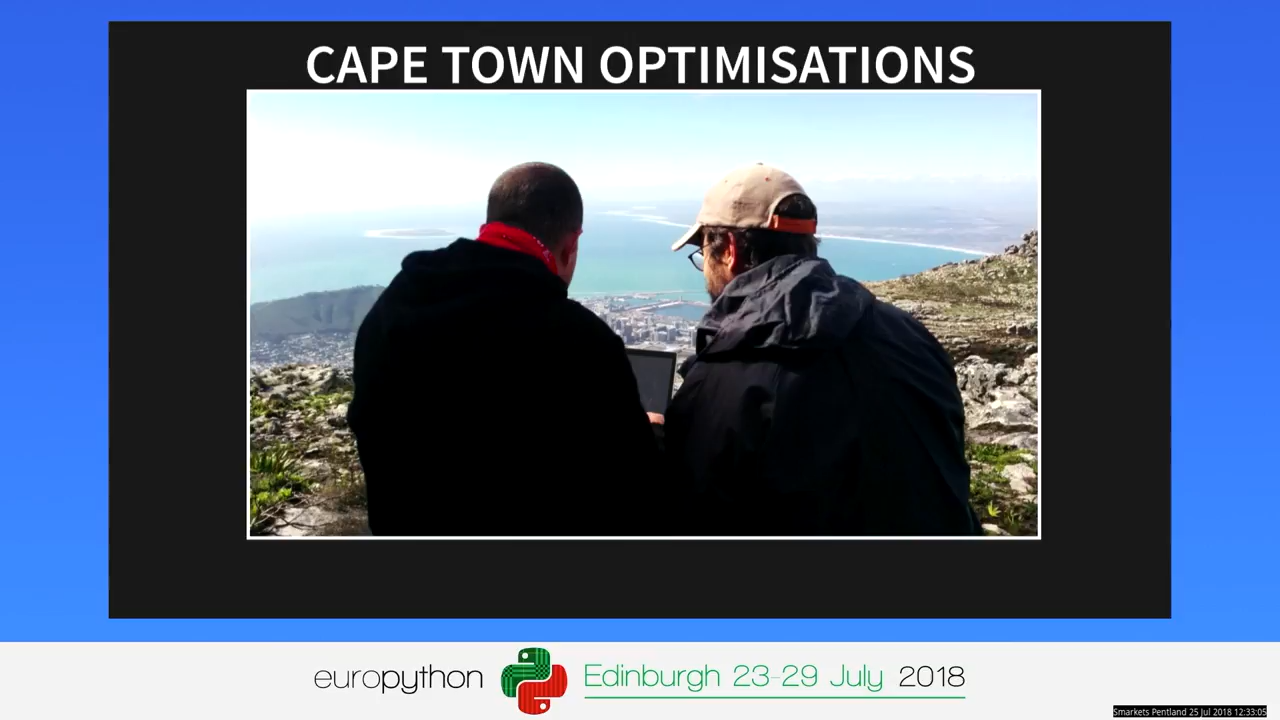 CAPE TOWN OPTIMISATIONS
europython Edinburgh 23-29 July 2018
Smarkets Pentland 25 Jul 2018 12:33:05